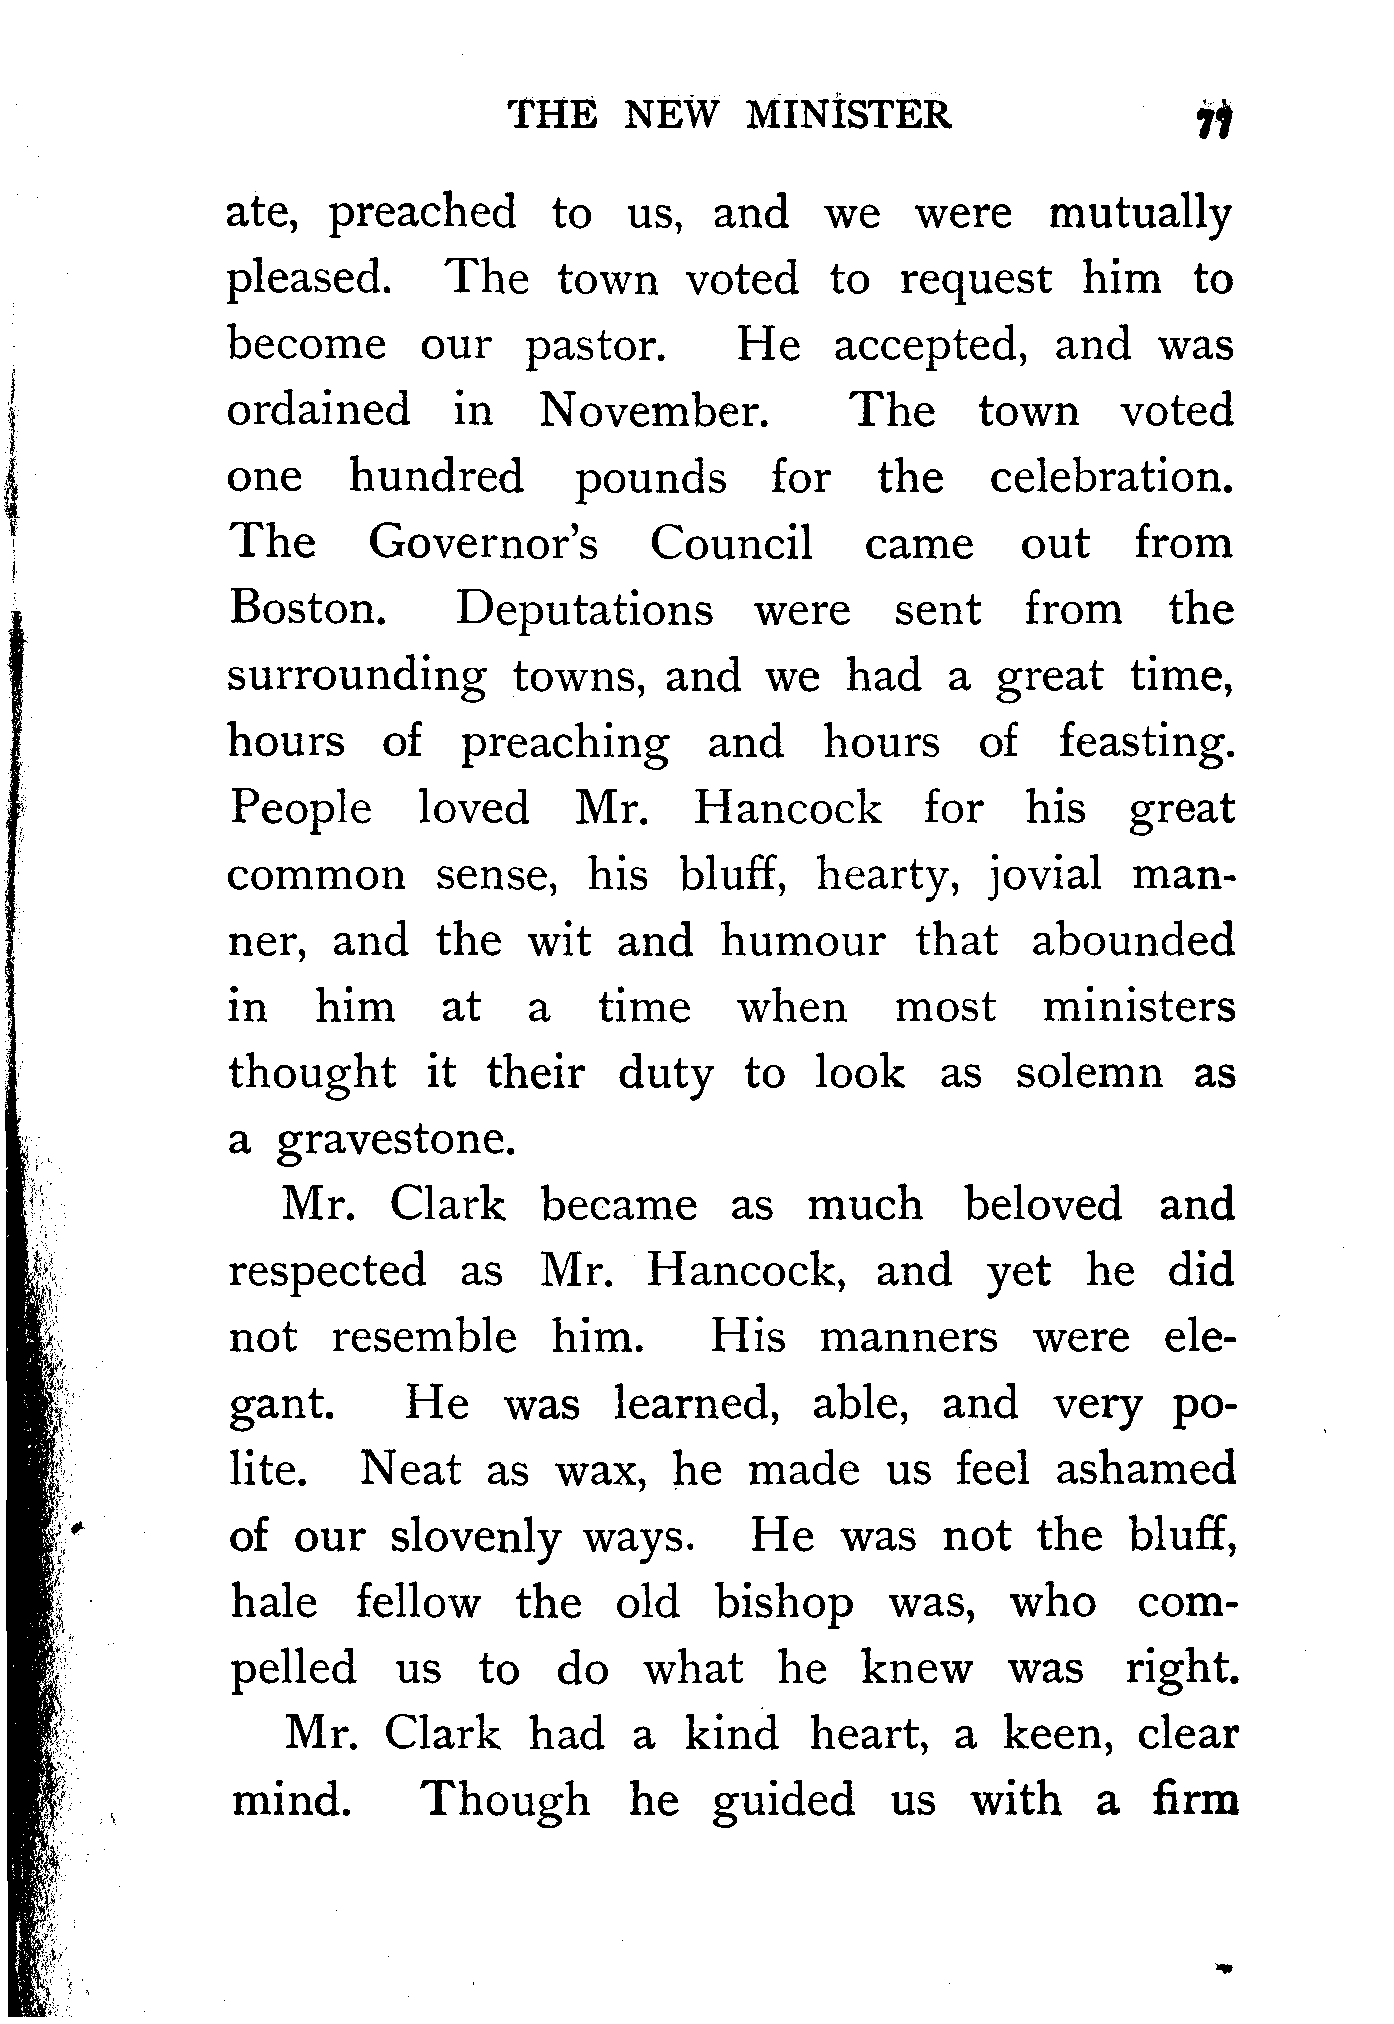 THE NEW MINISTER 77
ate, preached to us, and we were mutually
pleased. The town voted to request him to
become our pastor. He accepted, and was
ordained in November. The town voted
one hundred pounds for the celebration.
The Governor's Council came out from
Boston. Deputations were sent from the
surrounding towns, and we had a great time,
hours of preaching and hours of feasting.
People loved Mr. Hancock for his great
common sense, his bluff, hearty, jovial man-
ner, and the wit and humour that abounded
in him at a time when most ministers
thought it their duty to look as solemn as
a gravestone.
Mr. Clark became as much beloved and
respected as Mr. Hancock, and yet he did
not resemble him. His manners were ele-
gant. He was learned, able, and very po-
lite. Neat as wax, he made us feel ashamed
of our slovenly ways. He was not the bluff,
hale fellow the old bishop was, who com-
pelled us to do what he knew was right.
Mr. Clark had a kind heart, a keen, clear
mind. Though he guided us with a firm